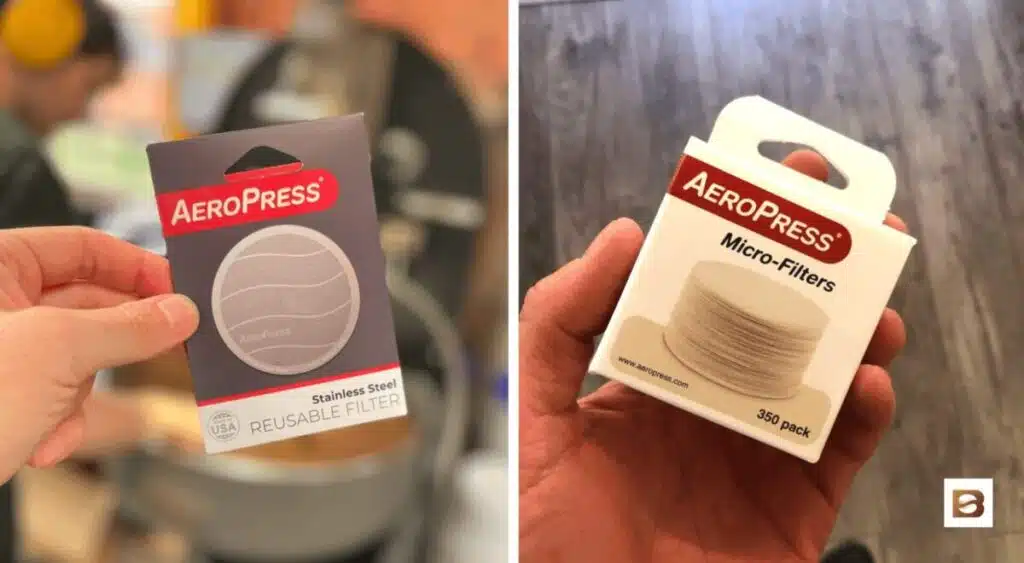 AEROPRESS®
AEROPRESS
Stainless Steel
REUSABLE FILTER
USA
AEROPRESS®
Micro-Filters
www.aeropress.com
350 pack
B